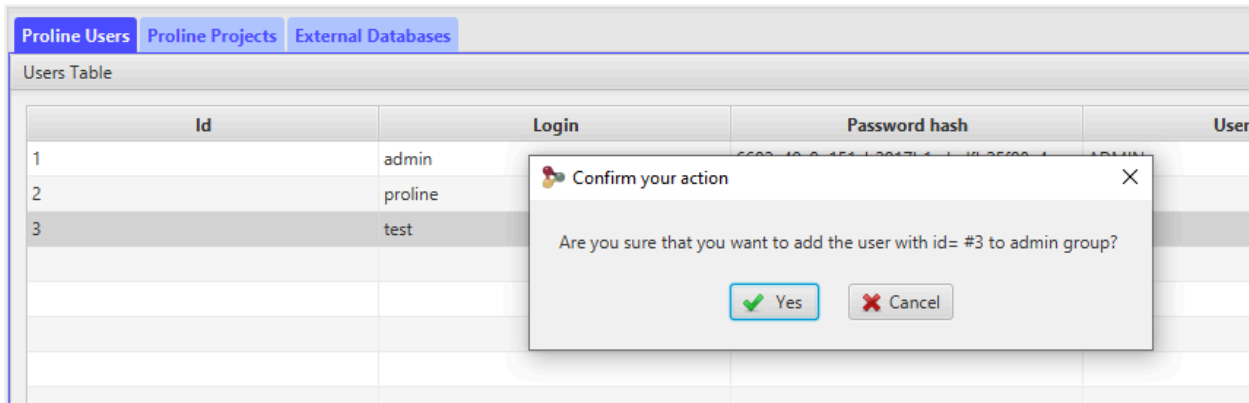 Proline Users Proline Projects External Databases
Users Table
Id Login Password hash User
1 admin ADMIN
Confirm your action
2 proline
3 test
Are you sure that you want to add the user with id= #3 to admin group?
Yes Cancel